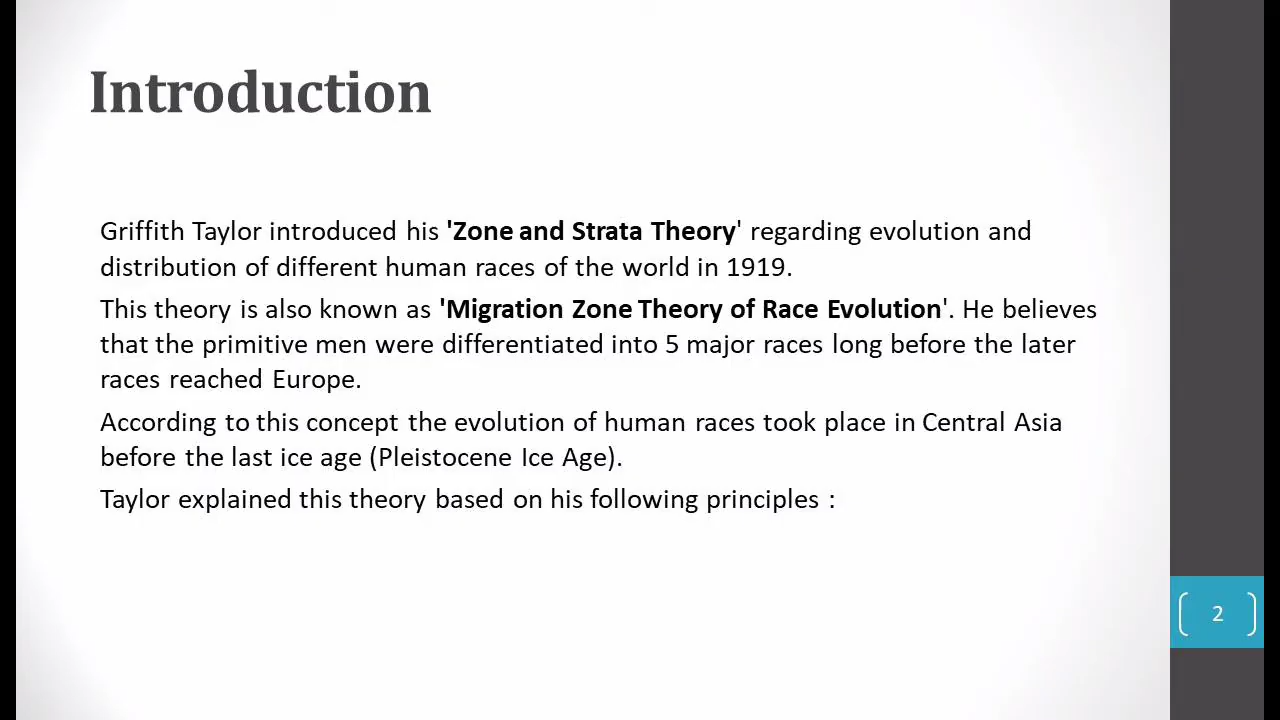 Introduction
Griffith Taylor introduced his 'Zone and Strata Theory' regarding evolution and
distribution of different human races of the world in 1919.
This theory is also known as 'Migration Zone Theory of Race Evolution'. He believes
that the primitive men were differentiated into 5 major races long before the later
races reached Europe.
According to this concept the evolution of human races took place in Central Asia
before the last ice age (Pleistocene Ice Age).
Taylor explained this theory based on his following principles :
2